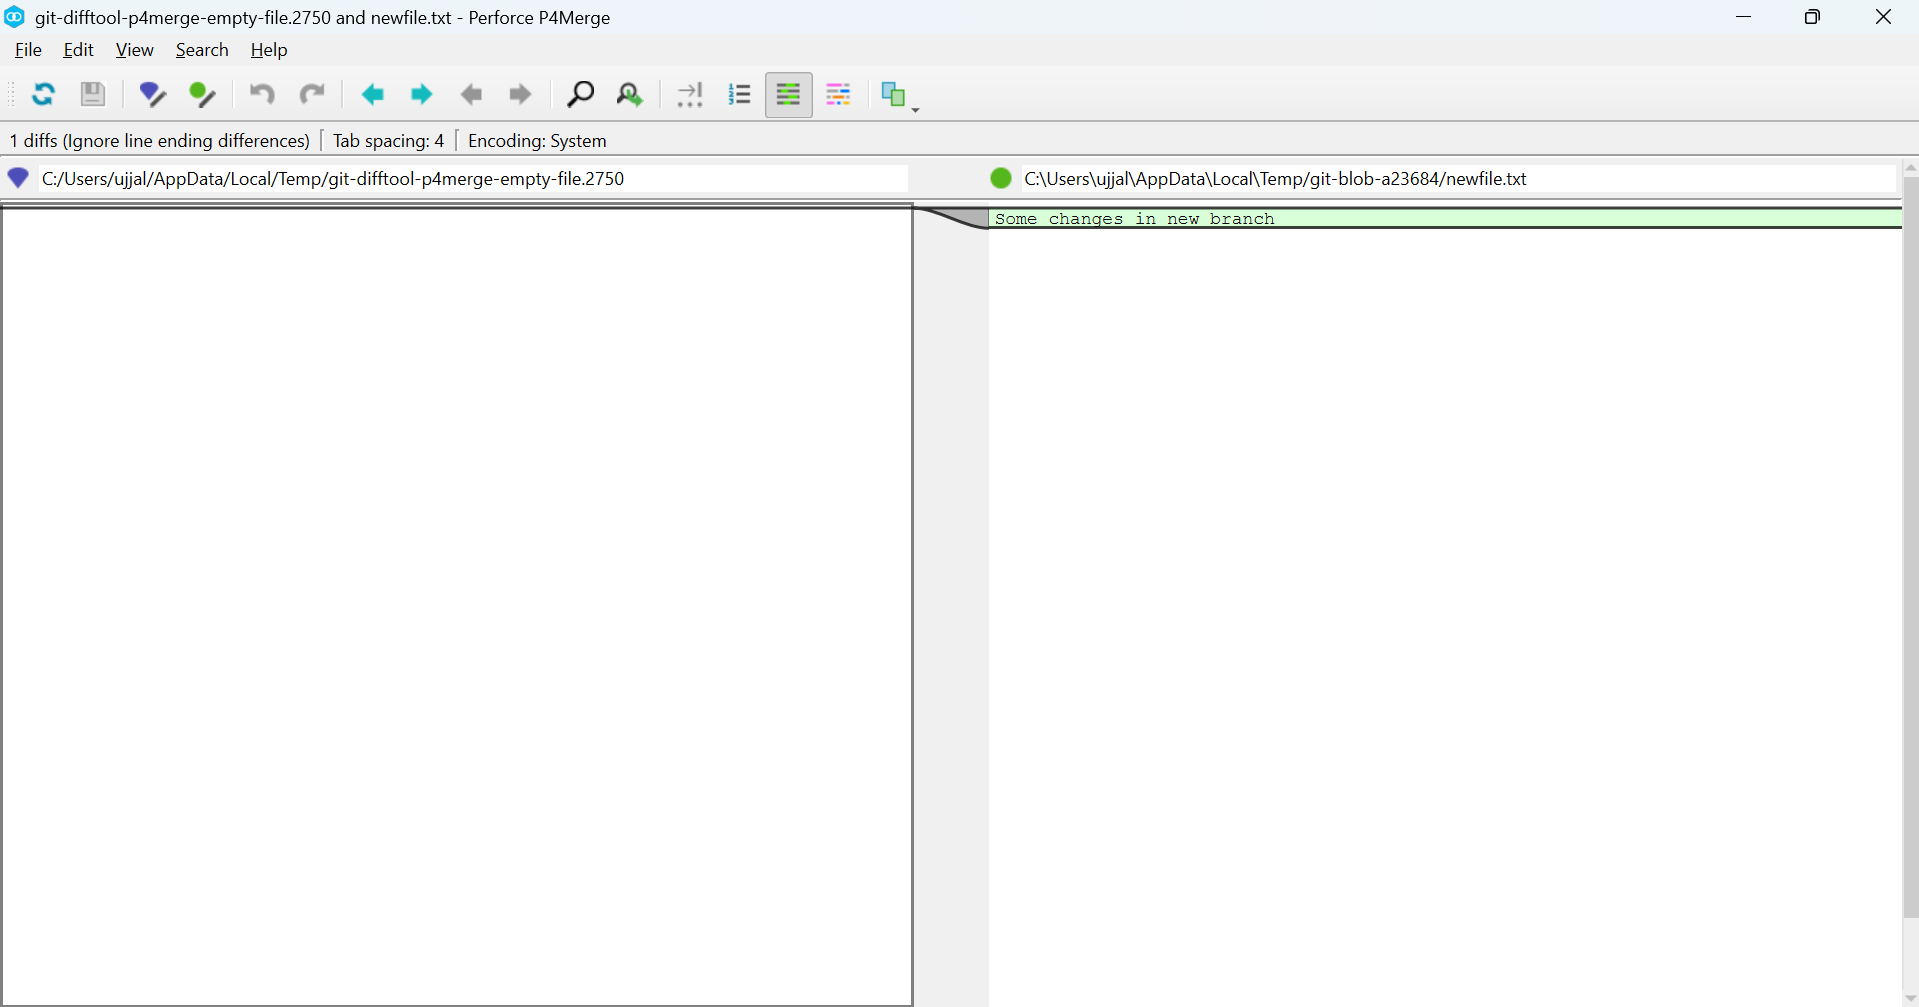 git-difftool-p4merge-empty-file.2750 and newfile.txt - Perforce P4Merge
File Edit View Search Help
1 diffs (Ignore line ending differences) Tab spacing: 4 Encoding: System
C:/Users/ujjal/AppData/Local/Temp/git-difftool-p4merge-empty-file.2750
C:\Users\ujjal\AppData\Local\Temp/git-blob-a23684/newfile.txt
Some changes in new branch